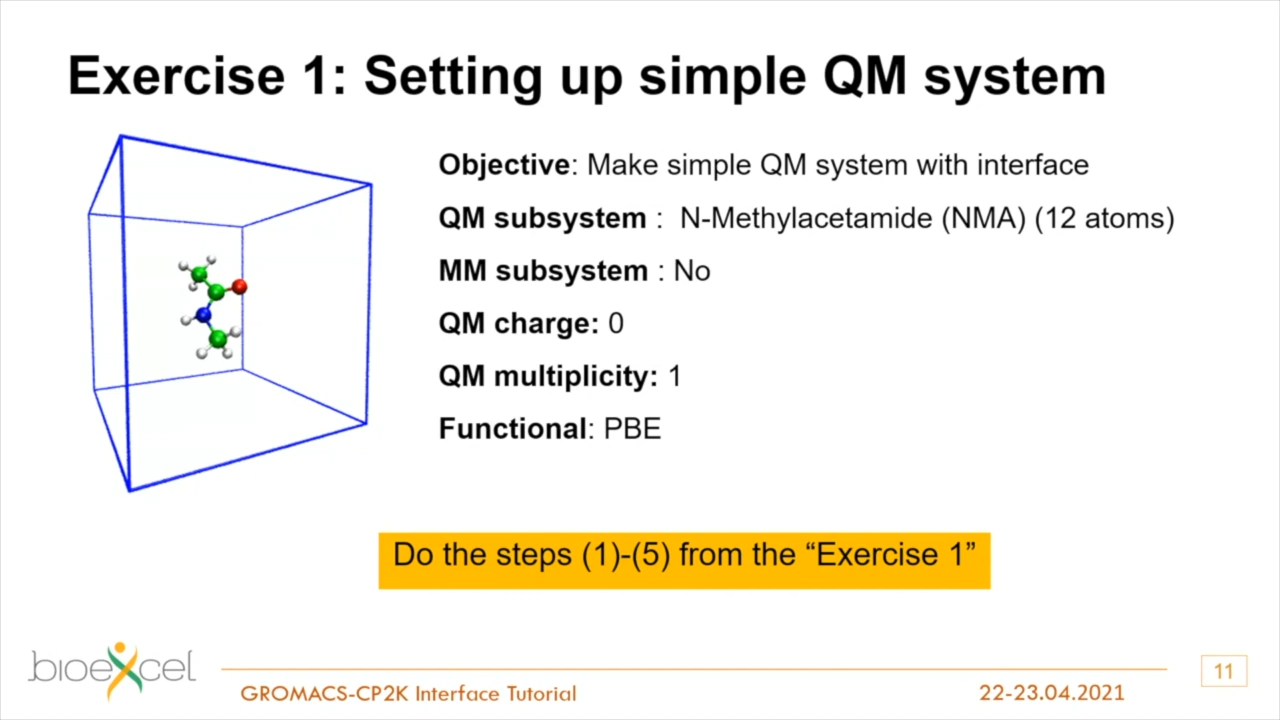 Exercise 1: Setting up simple QM system
Objective: Make simple QM system with interface
QM subsystem : N-Methylacetamide (NMA) (12 atoms)
MM subsystem : No
QM charge: 0
QM multiplicity: 1
Functional: PBE
Do the steps (1)-(5) from the “Exercise 1”
bioexcel
GROMACS-CP2K Interface Tutorial
22-23.04.2021
11